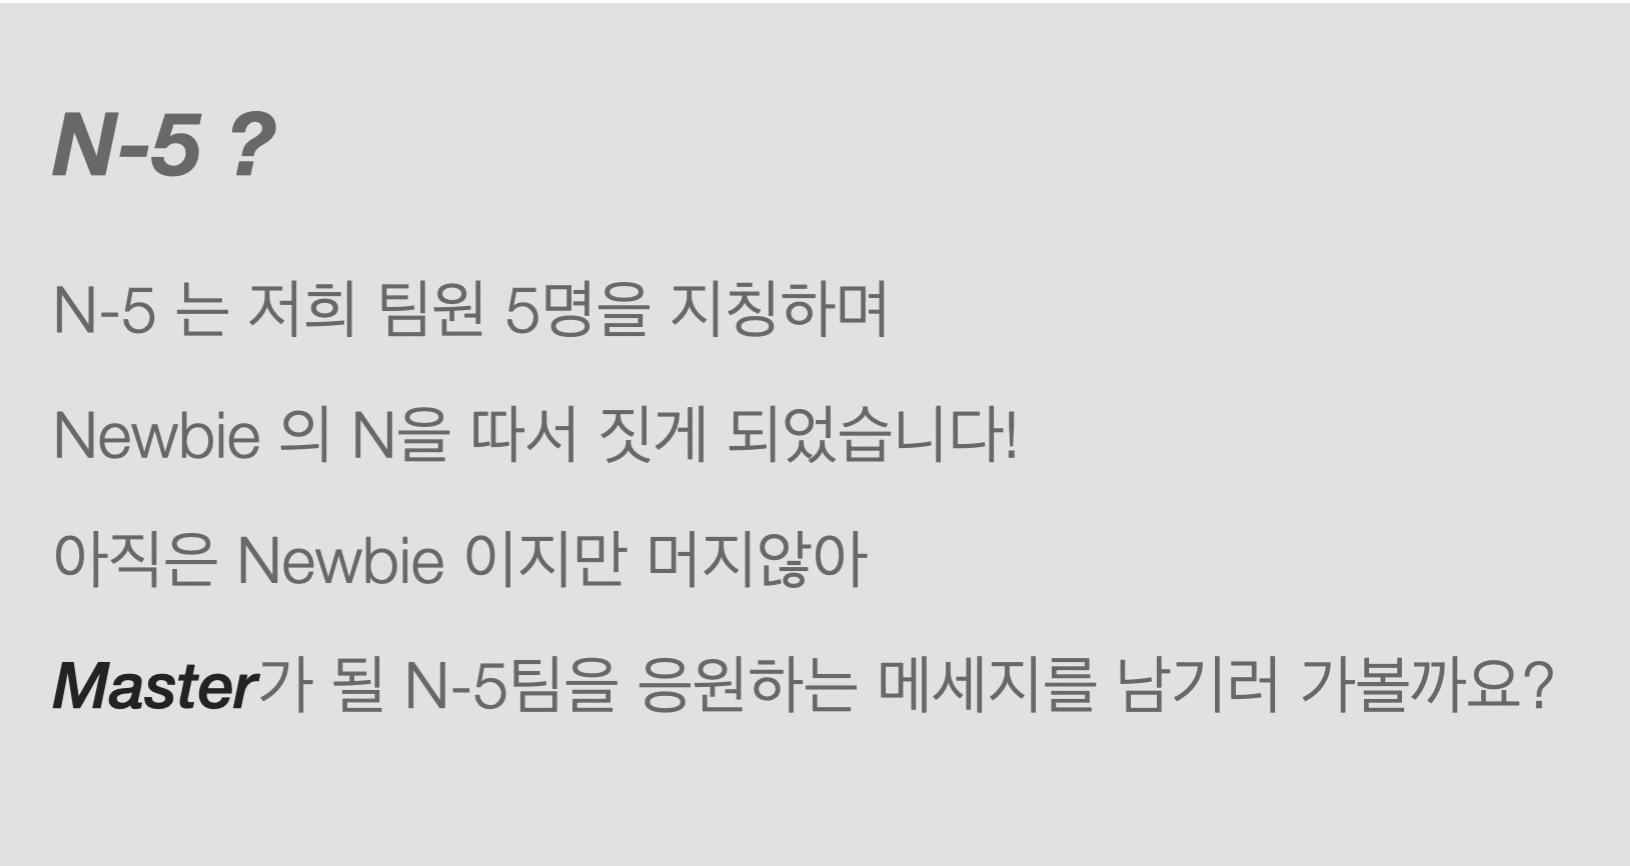 N-5 ?
N-5 는 저희 팀원 5명을 지칭하며
Newbie 의 N을 따서 짓게 되었습니다!
아직은 Newbie 이지만 머지않아
Master가 될 N-5팀을 응원하는 메세지를 남기러 가볼까요?